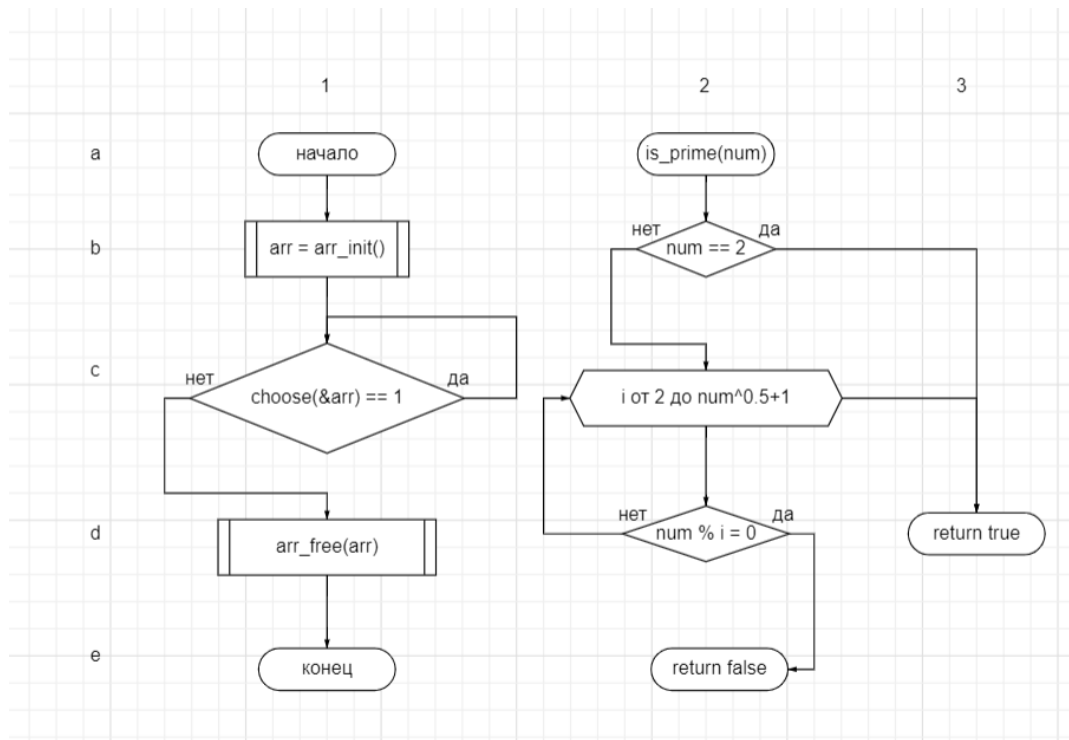 1
2
3
a
начало
is_prime(num)
b
arr = arr_init()
нет
да
num == 2
c
нет
да
choose(&arr) == 1
i от 2 до num^0.5+1
d
arr_free(arr)
нет
да
num % i = 0
return true
e
конец
return false